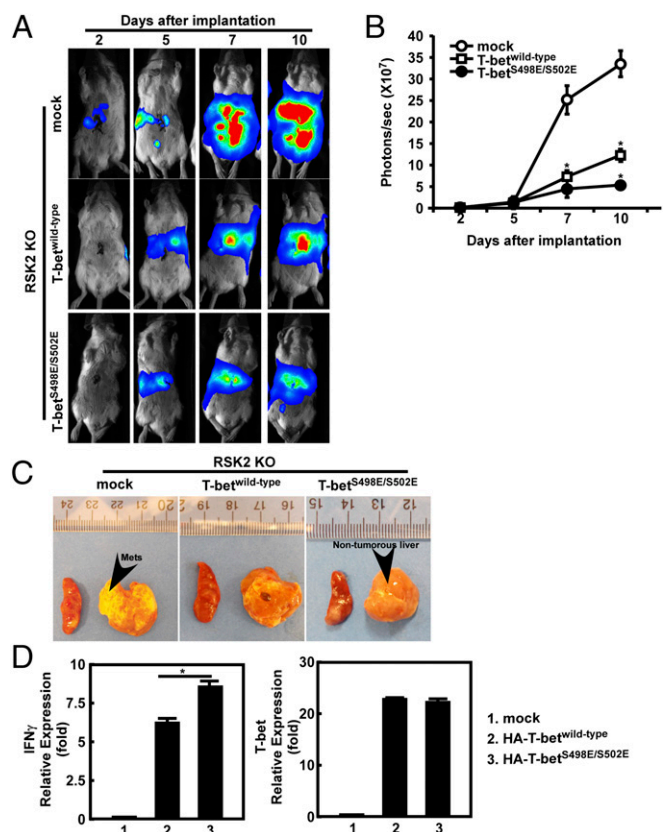 A
Days after implantation
2 5 7 10
RSK2 KO
mock
T-bet^wild-type
T-bet^S498E/S502E
B
Photons/sec (X10^7)
40
35
30
25
20
15
10
5
0
mock
T-bet^wild-type
T-bet^S498E/S502E
* *
* *
2 5 7 10
Days after implantation
C
RSK2 KO
mock T-bet^wild-type T-bet^S498E/S502E
24 23 22 21 20
19 18 17 16
15 14 13 12
Mets
Non-tumorous liver
D
IFNγ
Relative Expression
(fold)
10
7.5
5
2.5
0
*
1 2 3
T-bet
Relative Expression
(fold)
30
20
10
0
1 2 3
1. mock
2. HA-T-bet^wild-type
3. HA-T-bet^S498E/S502E